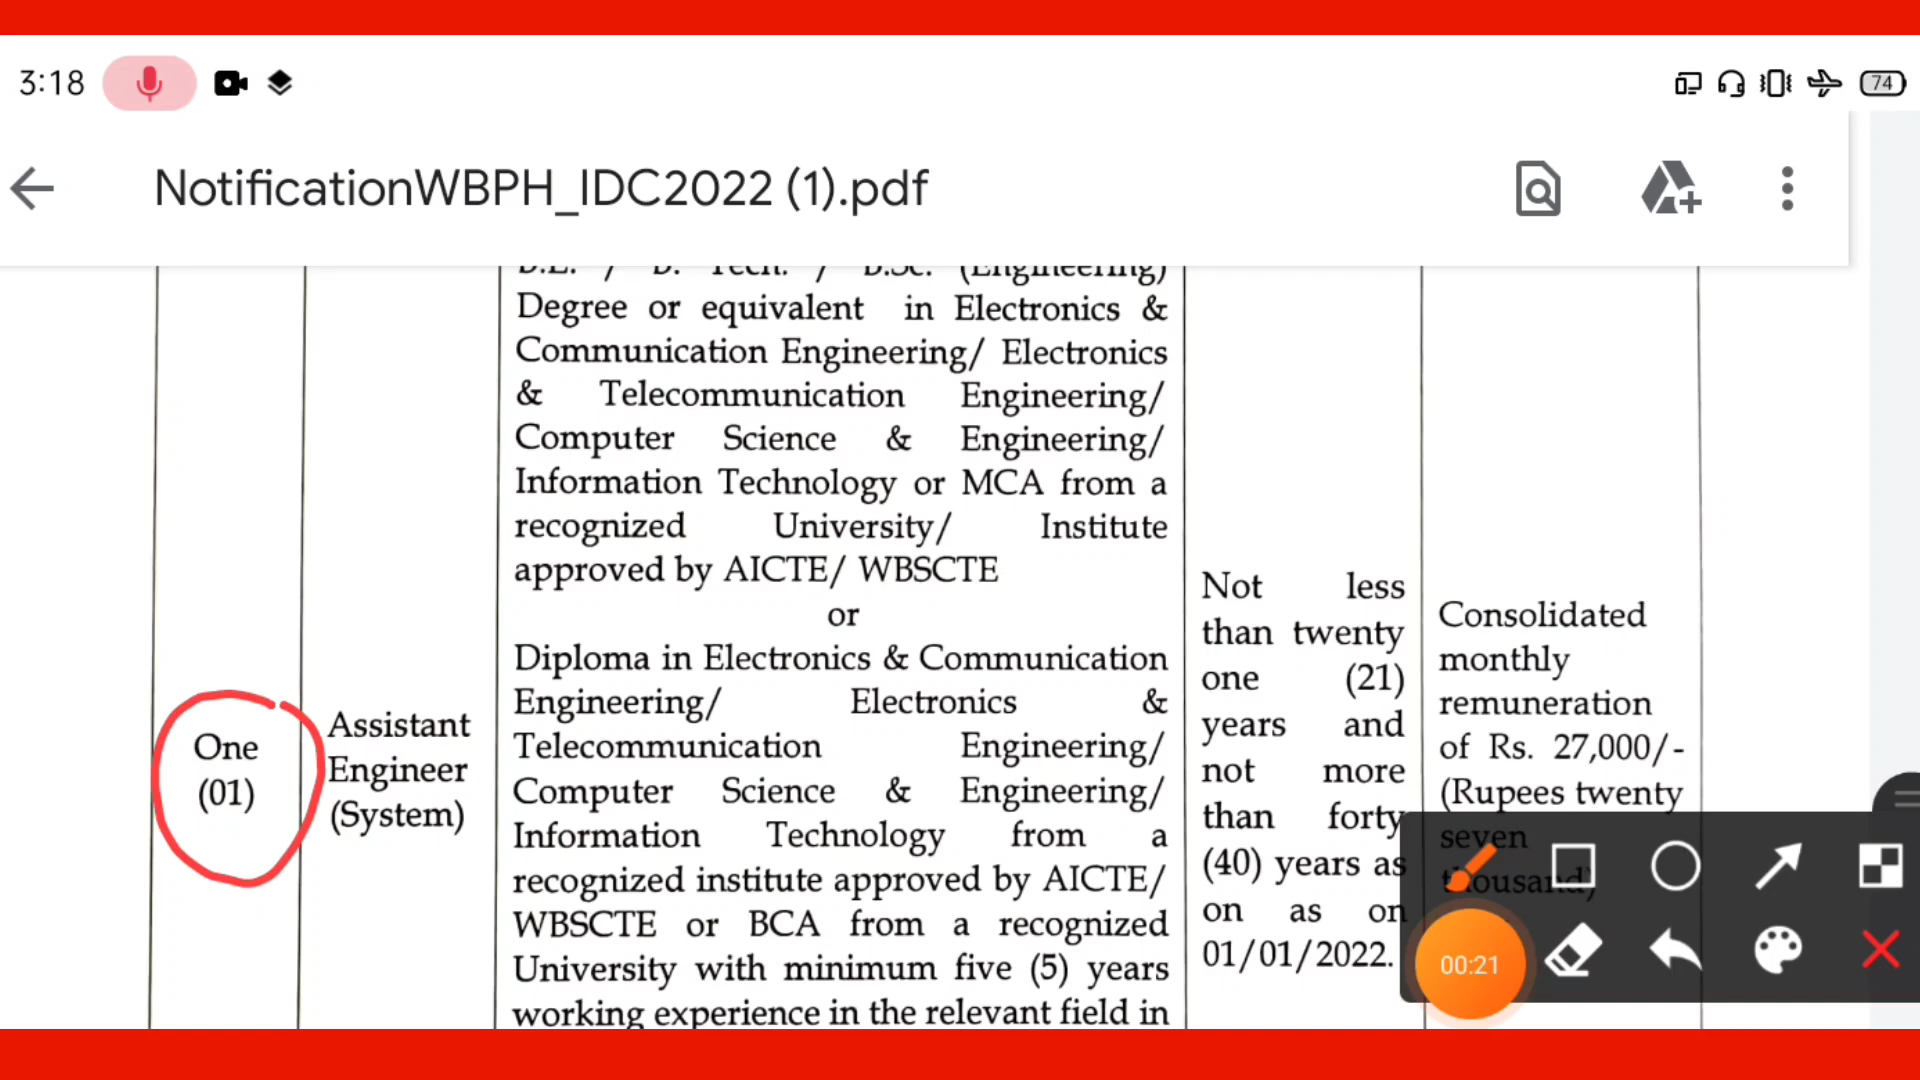 3:18
74
NotificationWBPH_IDC2022 (1).pdf
B.E. / B. Tech. / B.Sc. (Engineering)
Degree or equivalent in Electronics &
Communication Engineering/ Electronics
& Telecommunication Engineering/
Computer Science & Engineering/
Information Technology or MCA from a
recognized University/ Institute
approved by AICTE/ WBSCTE
or
Diploma in Electronics & Communication
Engineering/ Electronics &
Telecommunication Engineering/
Computer Science & Engineering/
Information Technology from a
recognized institute approved by AICTE/
WBSCTE or BCA from a recognized
University with minimum five (5) years
working experience in the relevant field in
One
(01)
Assistant
Engineer
(System)
Not less
than twenty
one (21)
years and
not more
than forty
(40) years as
on as on
01/01/2022.
Consolidated
monthly
remuneration
of Rs. 27,000/-
(Rupees twenty
seven
thousand)
00:21